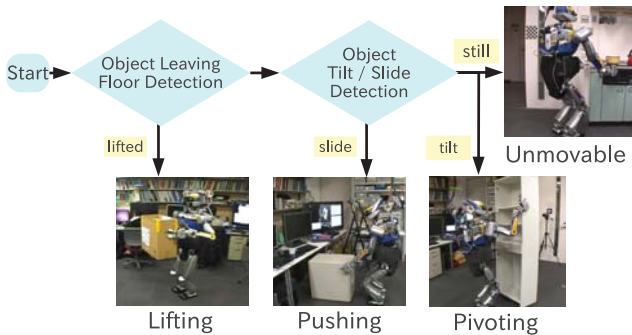 Start
Object Leaving
Floor Detection
Object
Tilt / Slide
Detection
still
lifted
slide
tilt
Unmovable
Lifting
Pushing
Pivoting